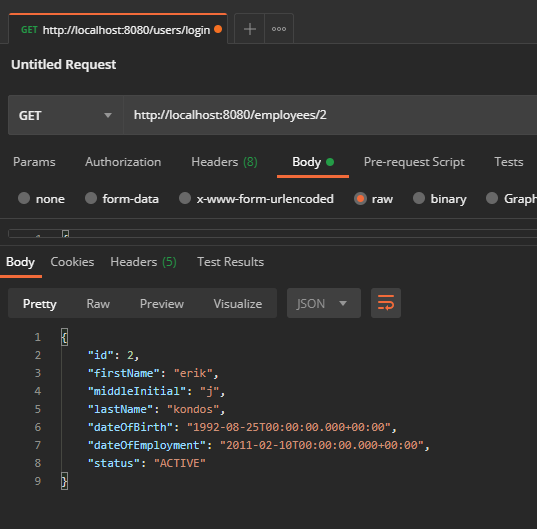 GET http://localhost:8080/users/login
Untitled Request
GET http://localhost:8080/employees/2
Params Authorization Headers (8) Body Pre-request Script Tests
none form-data x-www-form-urlencoded raw binary Graph
Body Cookies Headers (5) Test Results
Pretty Raw Preview Visualize JSON
1 {
2 "id": 2,
3 "firstName": "erik",
4 "middleInitial": "j",
5 "lastName": "kondos",
6 "dateOfBirth": "1992-08-25T00:00:00.000+00:00",
7 "dateOfEmployment": "2011-02-10T00:00:00.000+00:00",
8 "status": "ACTIVE"
9 }